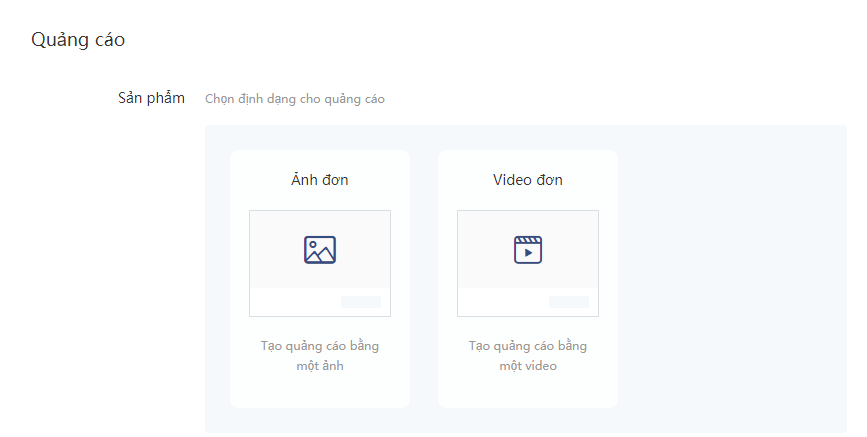 Quảng cáo
Sản phẩm
Chọn định dạng cho quảng cáo
Ảnh đơn
Tạo quảng cáo bằng
một ảnh
Video đơn
Tạo quảng cáo bằng
một video